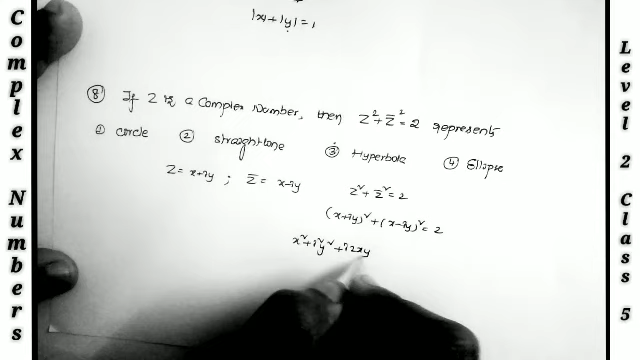 Complex Numbers
|x|+|y|=1
8 If Z is a Complex Number, then Z²+Z̅²=2 represents
① circle ② straight line ③ Hyperbola ④ Ellipse
Z = x+iy ; Z̅ = x-iy
Z²+Z̅²=2
(x+iy)²+(x-iy)²=2
x²+i²y²+i2xy
Level 2 Class 5